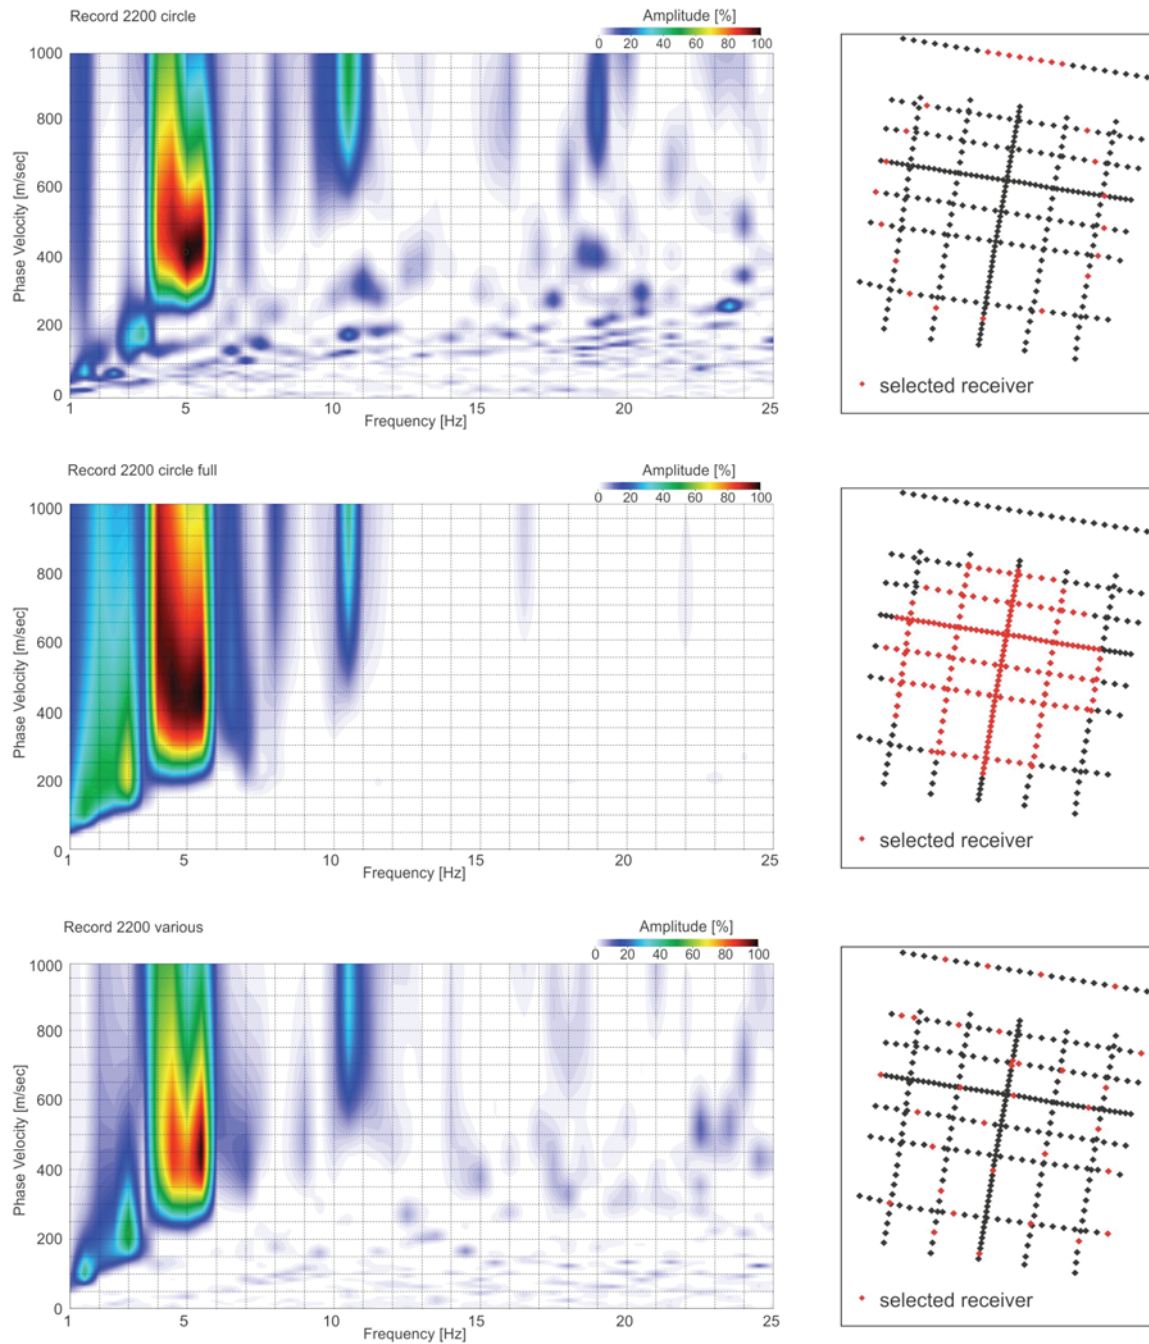 Record 2200 circle
Amplitude [%]
0 20 40 60 80 100
1000
800
600
400
200
0
Phase Velocity [m/sec]
1 5 10 15 20 25
Frequency [Hz]
selected receiver
Record 2200 circle full
Amplitude [%]
0 20 40 60 80 100
1000
800
600
400
200
0
Phase Velocity [m/sec]
1 5 10 15 20 25
Frequency [Hz]
selected receiver
Record 2200 various
Amplitude [%]
0 20 40 60 80 100
1000
800
600
400
200
0
Phase Velocity [m/sec]
1 5 10 15 20 25
Frequency [Hz]
selected receiver